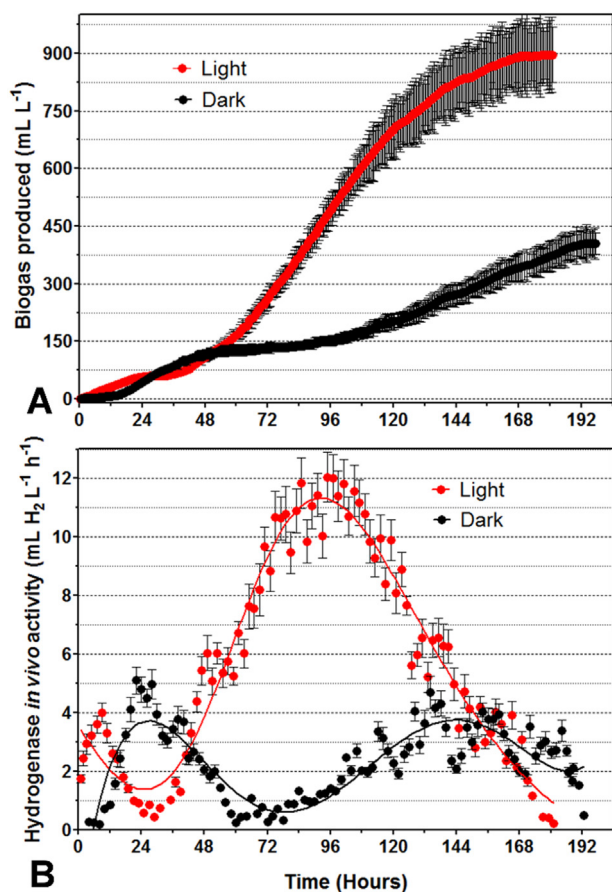 900
750
600
450
300
150
0
Biogas produced (mL L⁻¹)
Light
Dark
A
0 24 48 72 96 120 144 168 192
12
10
8
6
4
2
0
Hydrogenase in vivo activity (mL H₂ L⁻¹ h⁻¹)
Light
Dark
0 24 48 72 96 120 144 168 192
B
Time (Hours)